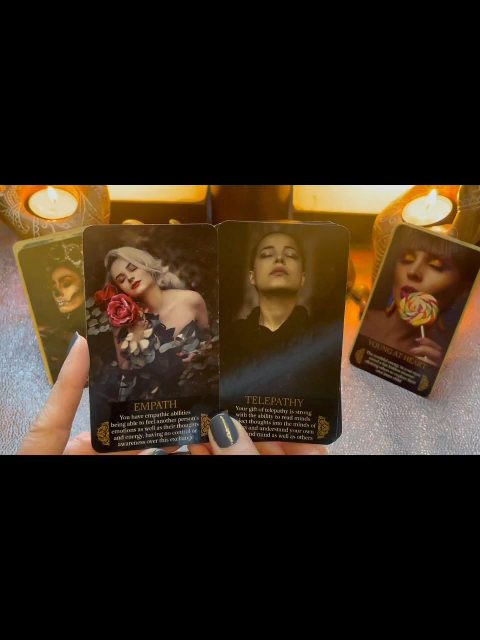 EMPATH
You have empathic abilities
being able to feel another person's
emotions as well as their thoughts
and energy, having no control or
awareness over this exchange
TELEPATHY
Your gift of telepathy is strong
with the ability to read minds
thoughts into the minds of
and understand your own
mind as well as others
YOUNG AT HEART